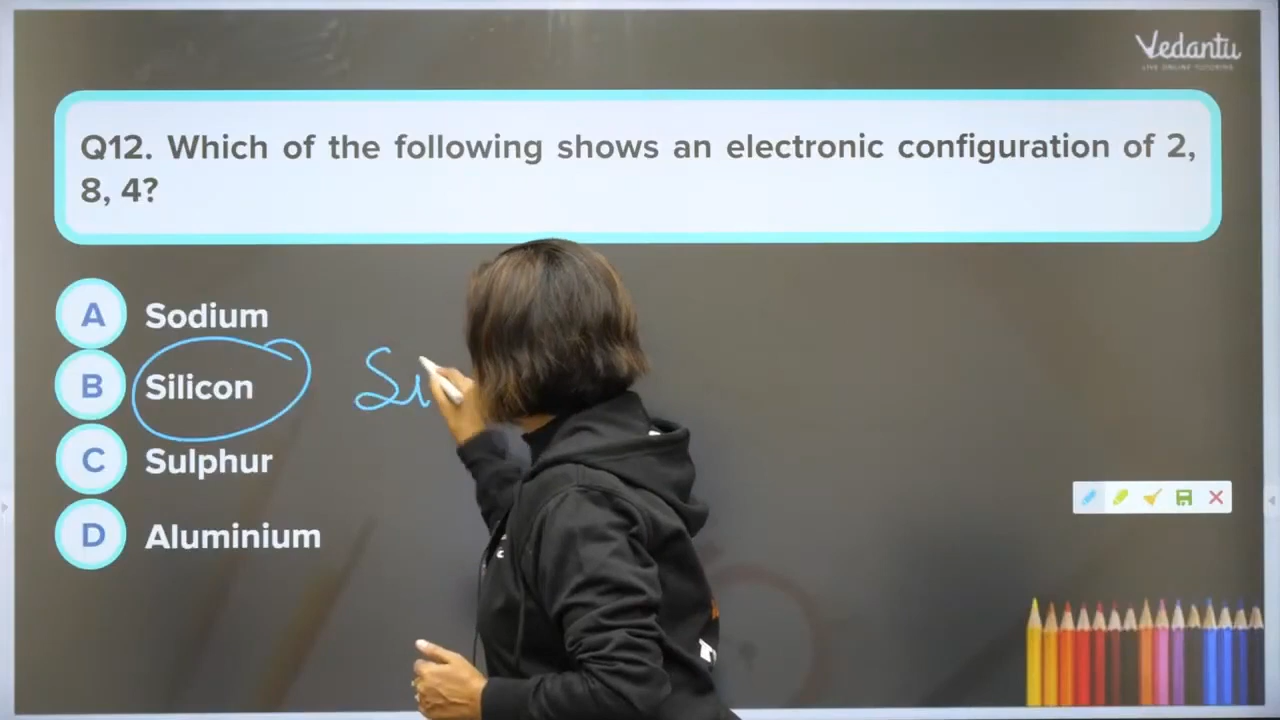 Vedantu
LIVE ONLINE TUTORING
Q12. Which of the following shows an electronic configuration of 2,
8, 4?
A Sodium
B Silicon
Si
C Sulphur
D Aluminium